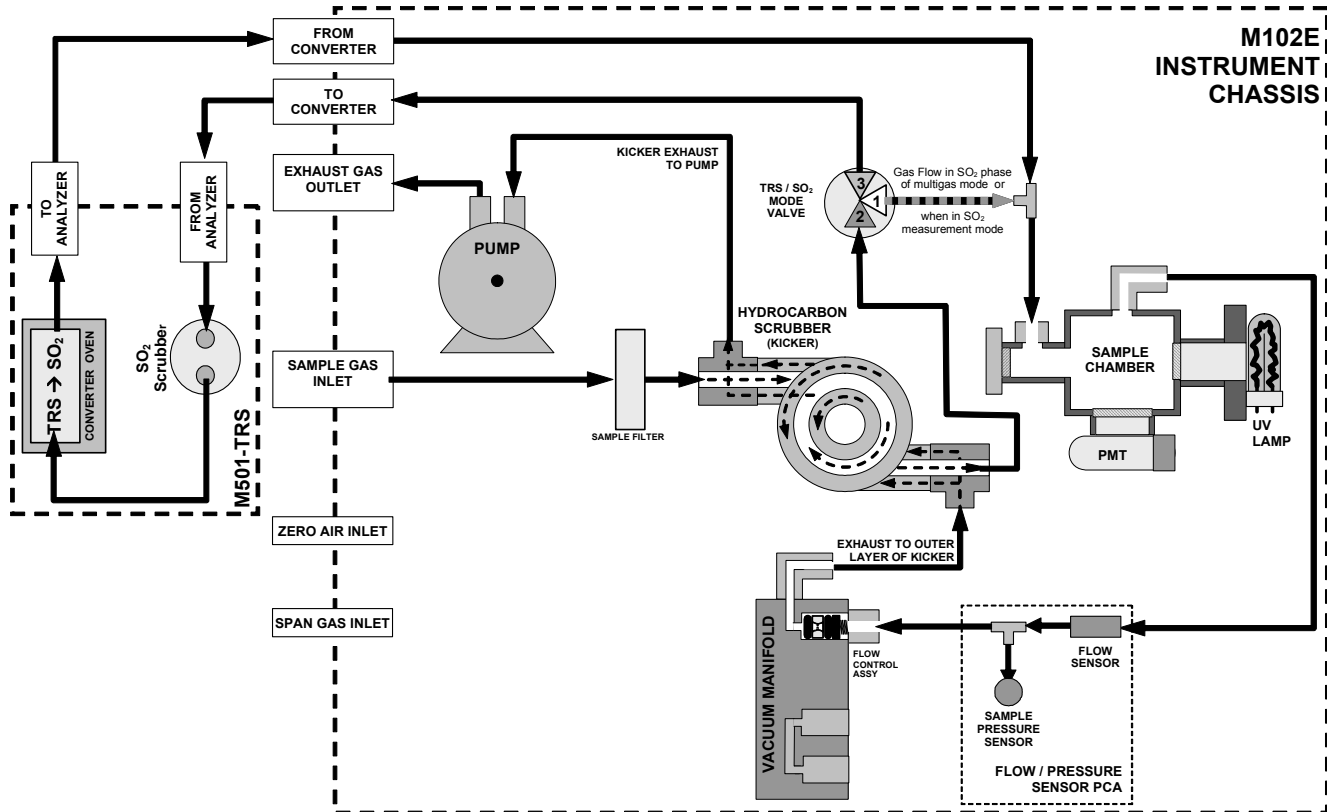 FROM
CONVERTER
M102E
INSTRUMENT
CHASSIS
TO
CONVERTER
KICKER EXHAUST
TO PUMP
EXHAUST GAS
OUTLET
TRS / SO₂
MODE
VALVE
3
1
2
Gas Flow in SO₂ phase
of multigas mode or
when in SO₂
measurement mode
TO
ANALYZER
FROM
ANALYZER
PUMP
HYDROCARBON
SCRUBBER
(KICKER)
TRS → SO₂
CONVERTER OVEN
SO₂
Scrubber
M501-TRS
SAMPLE GAS
INLET
SAMPLE FILTER
SAMPLE
CHAMBER
UV
LAMP
PMT
ZERO AIR INLET
EXHAUST TO OUTER
LAYER OF KICKER
SPAN GAS INLET
VACUUM MANIFOLD
FLOW
CONTROL
ASSY
FLOW
SENSOR
SAMPLE
PRESSURE
SENSOR
FLOW / PRESSURE
SENSOR PCA